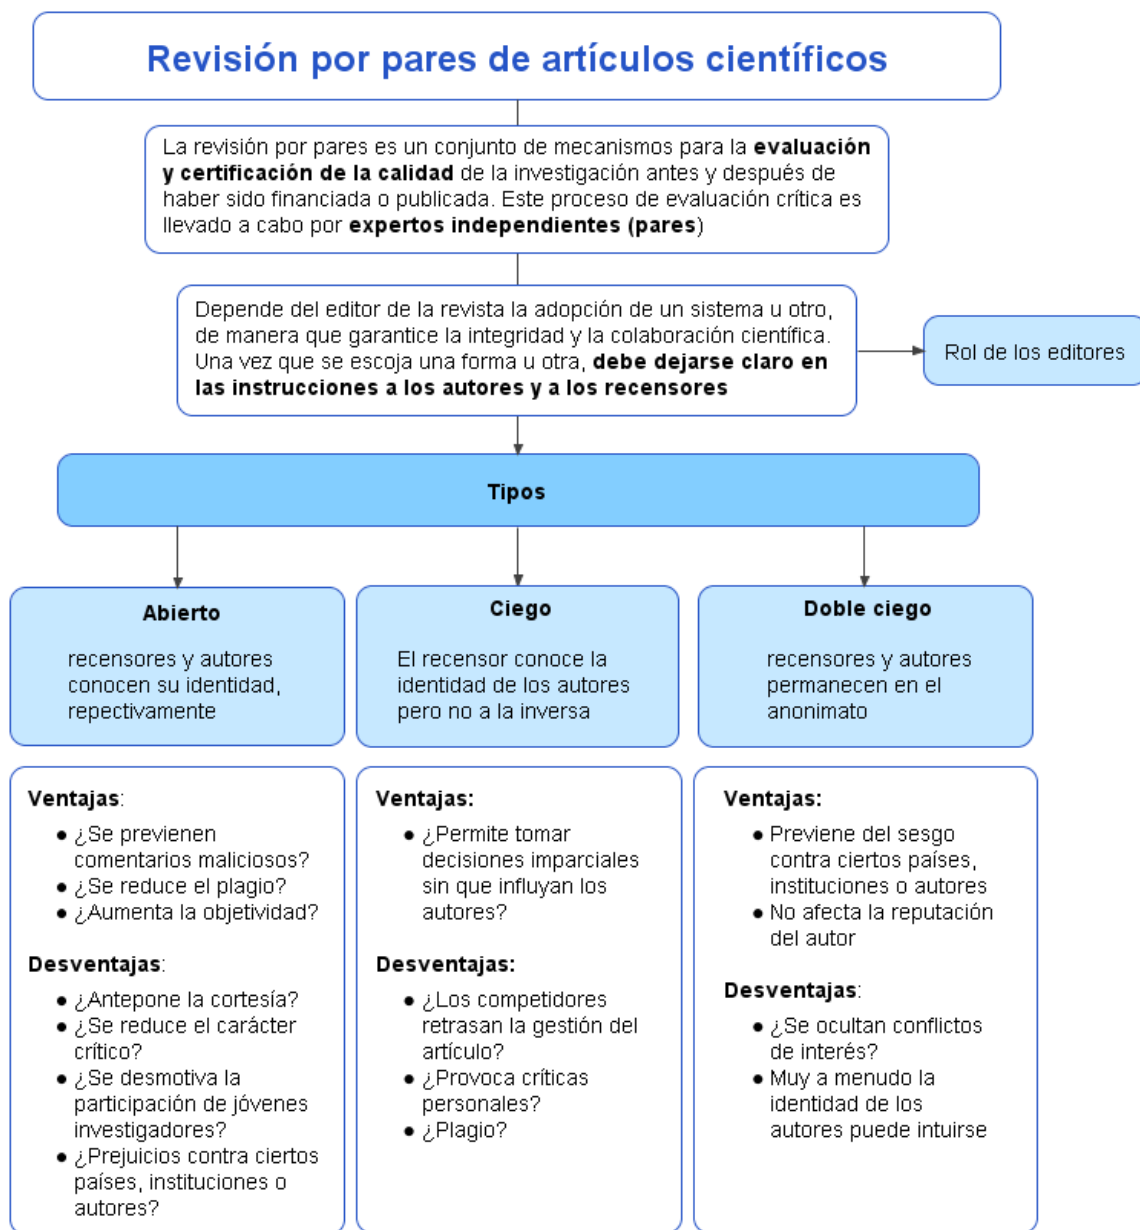 Revisión por pares de artículos científicos
La revisión por pares es un conjunto de mecanismos para la evaluación
y certificación de la calidad de la investigación antes y después de
haber sido financiada o publicada. Este proceso de evaluación crítica es
llevado a cabo por expertos independientes (pares)
Depende del editor de la revista la adopción de un sistema u otro,
de manera que garantice la integridad y la colaboración científica.
Una vez que se escoja una forma u otra, debe dejarse claro en
las instrucciones a los autores y a los recensores
Rol de los editores
Tipos
Abierto
recensores y autores
conocen su identidad,
repectivamente
Ciego
El recensor conoce la
identidad de los autores
pero no a la inversa
Doble ciego
recensores y autores
permanecen en el
anonimato
Ventajas:
● ¿Se previenen
comentarios maliciosos?
● ¿Se reduce el plagio?
● ¿Aumenta la objetividad?
Desventajas:
● ¿Antepone la cortesía?
● ¿Se reduce el carácter
crítico?
● ¿Se desmotiva la
participación de jóvenes
investigadores?
● ¿Prejuicios contra ciertos
países, instituciones o
autores?
Ventajas:
● ¿Permite tomar
decisiones imparciales
sin que influyan los
autores?
Desventajas:
● ¿Los competidores
retrasan la gestión del
artículo?
● ¿Provoca críticas
personales?
● ¿Plagio?
Ventajas:
● Previene del sesgo
contra ciertos países,
instituciones o autores
● No afecta la reputación
del autor
Desventajas:
● ¿Se ocultan conflictos
de interés?
● Muy a menudo la
identidad de los
autores puede intuirse